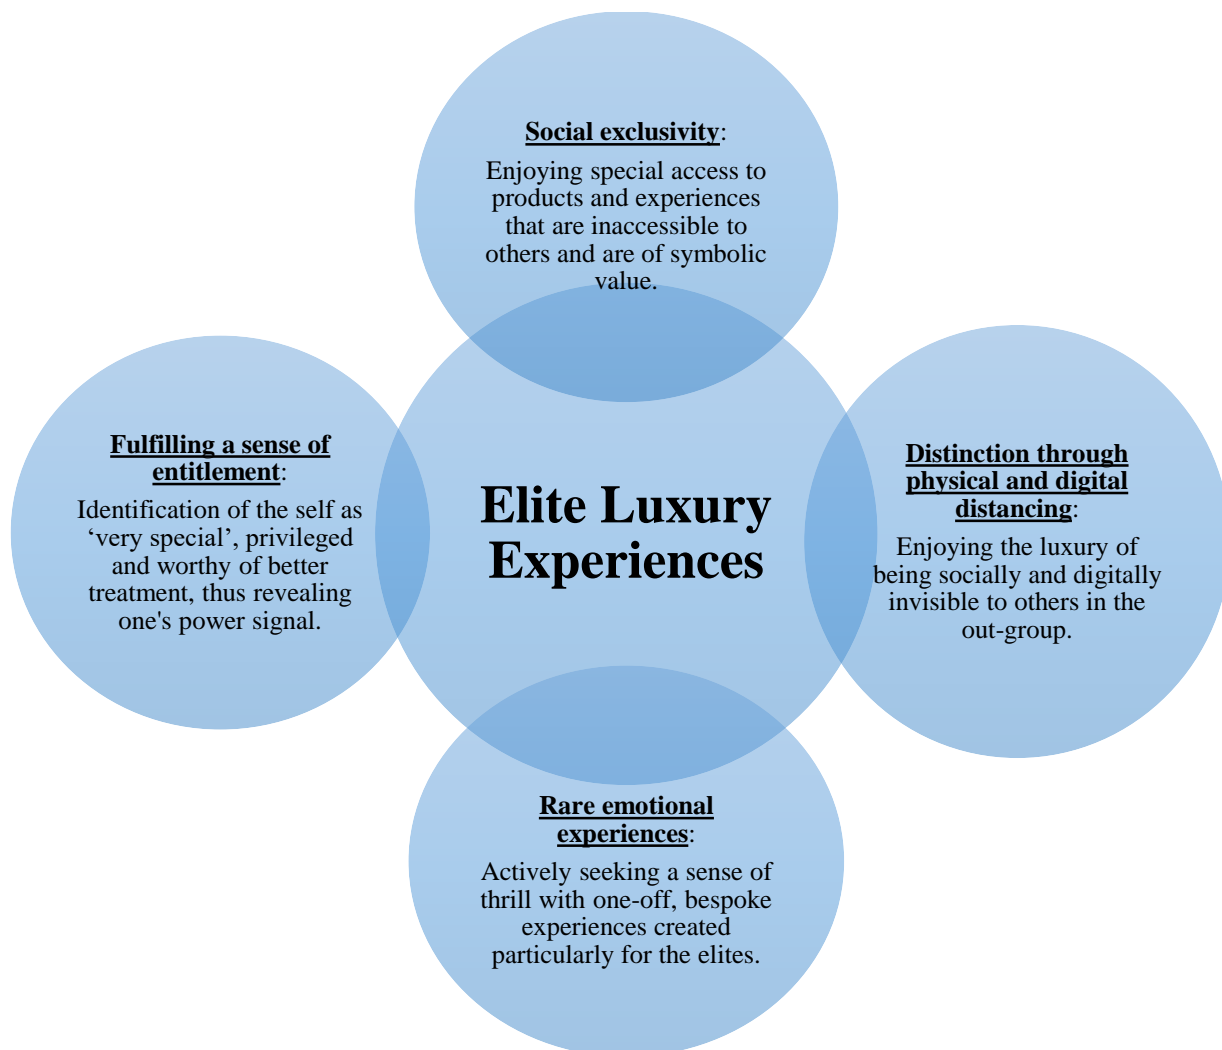 Social exclusivity:
Enjoying special access to
products and experiences
that are inaccessible to
others and are of symbolic
value.
Fulfilling a sense of
entitlement:
Identification of the self as
‘very special’, privileged
and worthy of better
treatment, thus revealing
one's power signal.
Elite Luxury
Experiences
Distinction through
physical and digital
distancing:
Enjoying the luxury of
being socially and digitally
invisible to others in the
out-group.
Rare emotional
experiences:
Actively seeking a sense of
thrill with one-off, bespoke
experiences created
particularly for the elites.